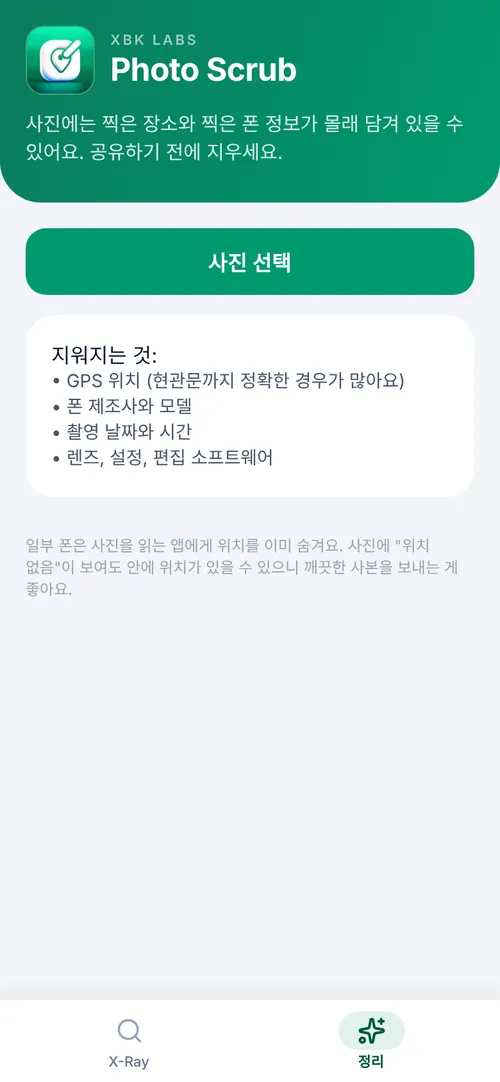 XBK LABS
Photo Scrub
사진에는 찍은 장소와 찍은 폰 정보가 몰래 담겨 있을 수
있어요. 공유하기 전에 지우세요.
사진 선택
지워지는 것:
• GPS 위치 (현관문까지 정확한 경우가 많아요)
• 폰 제조사와 모델
• 촬영 날짜와 시간
• 렌즈, 설정, 편집 소프트웨어
일부 폰은 사진을 읽는 앱에게 위치를 이미 숨겨요. 사진에 "위치
없음"이 보여도 안에 위치가 있을 수 있으니 깨끗한 사본을 보내는 게
좋아요.
X-Ray
정리